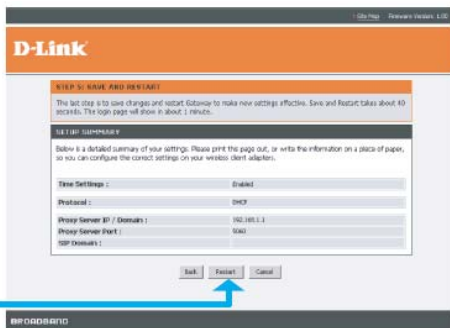 Site Map Firmware Version: 1.00
D-Link
STEP 5: SAVE AND RESTART
The last step is to save changes and restart Gateway to make new settings effective. Save and Restart takes about 40
seconds. The login page will show in about 1 minute.
SETUP SUMMARY
Below is a detailed summary of your settings. Please print this page out, or write the information on a piece of paper,
so you can configure the correct settings on your wireless client adapters.
Time Settings : Enabled
Protocol : DHCP
Proxy Server IP / Domain :
Proxy Server Port : 5060
SIP Domain :
Back Restart Cancel
BROADBAND